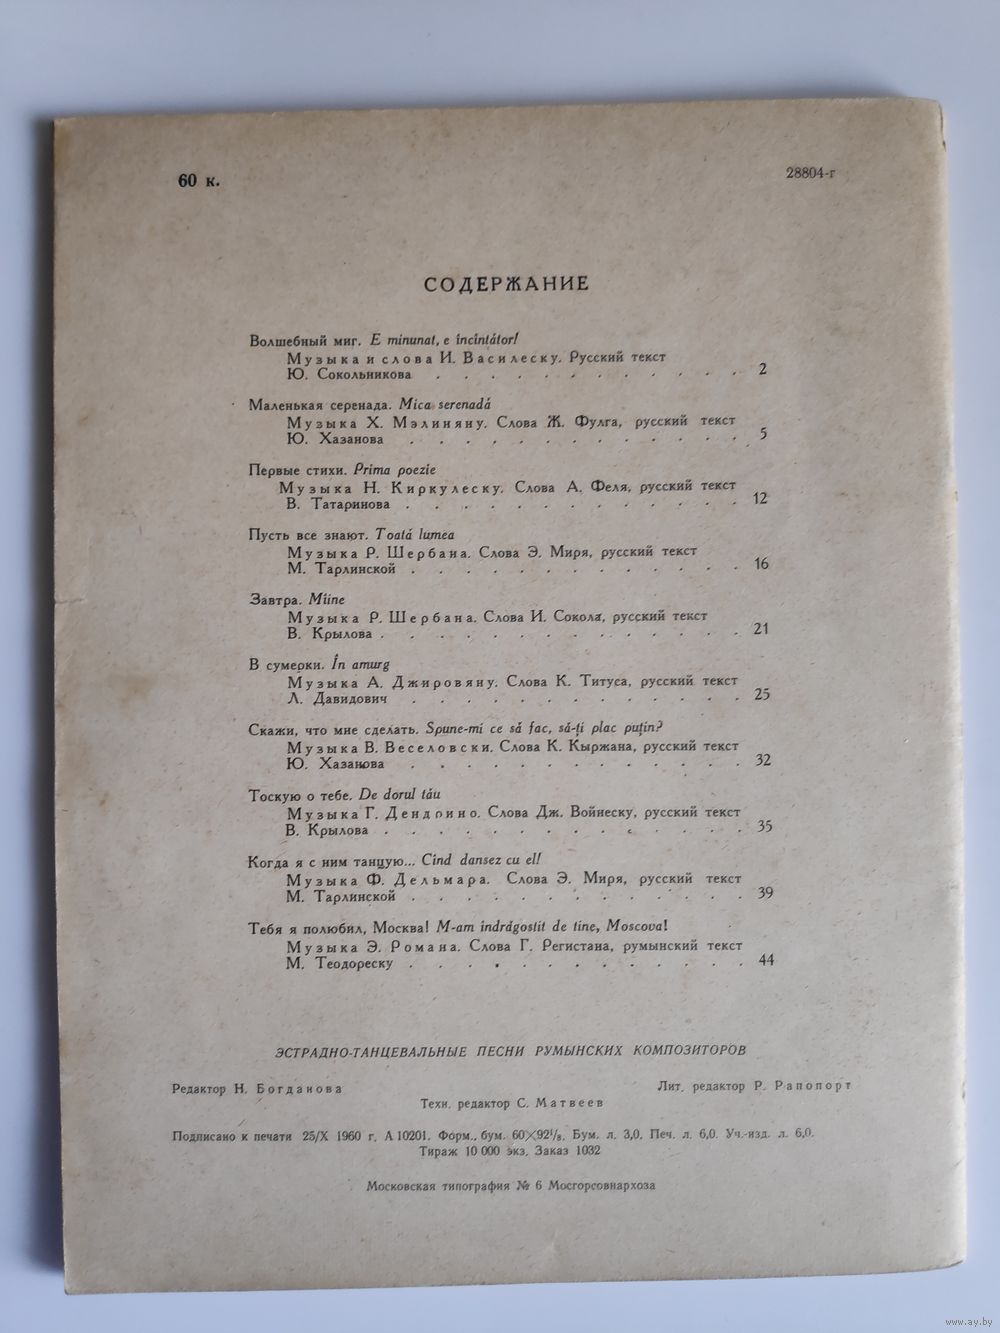 60 к.
28804-г
СОДЕРЖАНИЕ
Волшебный миг. E minunat, e încîntător!
Музыка и слова И. Василеску. Русский текст
Ю. Сокольникова . . . . . . . . . . . . 2
Маленькая серенада. Mica serenadă
Музыка Х. Мэлиняну. Слова Ж. Фулга, русский текст
Ю. Хазанова . . . . . . . . . . . . . 5
Первые стихи. Prima poezie
Музыка Н. Киркулеску. Слова А. Феля, русский текст
В. Татаринова . . . . . . . . . . . . . 12
Пусть все знают. Toată lumea
Музыка Р. Шербана. Слова Э. Миря, русский текст
М. Тарлинской . . . . . . . . . . . . . 16
Завтра. Mîine
Музыка Р. Шербана. Слова И. Сокола, русский текст
В. Крылова . . . . . . . . . . . . . . 21
В сумерки. În amurg
Музыка А. Джировяну. Слова К. Титуса, русский текст
Л. Давидович . . . . . . . . . . . . . 25
Скажи, что мне сделать. Spune-mi ce să fac, să-ți plac puțin?
Музыка В. Веселовски. Слова К. Кыржана, русский текст
Ю. Хазанова . . . . . . . . . . . . . 32
Тоскую о тебе. De dorul tău
Музыка Г. Дендрино. Слова Дж. Войнеску, русский текст
В. Крылова . . . . . . . . . . . . . . 35
Когда я с ним танцую... Cînd dansez cu el!
Музыка Ф. Дельмара. Слова Э. Миря, русский текст
М. Тарлинской . . . . . . . . . . . . . 39
Тебя я полюбил, Москва! M-am îndrăgostit de tine, Moscova!
Музыка Э. Романа. Слова Г. Регистана, румынский текст
М. Теодореску . . . . . . . . . . . . . 44
ЭСТРАДНО-ТАНЦЕВАЛЬНЫЕ ПЕСНИ РУМЫНСКИХ КОМПОЗИТОРОВ
Редактор Н. Богданова
Лит. редактор Р. Рапопорт
Техн. редактор С. Матвеев
Подписано к печати 25/X 1960 г. А 10201. Форм. бум. 60×92¹/₈. Бум. л. 3,0. Печ. л. 6,0. Уч.-изд. л. 6,0.
Тираж 10 000 экз. Заказ 1032
Московская типография № 6 Мосгорсовнархоза
www.ay.by